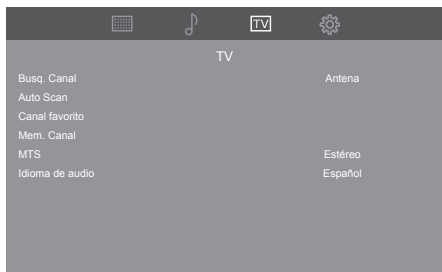 TV
TV
Busq. Canal Antena
Auto Scan
Canal favorito
Mem. Canal
MTS Estéreo
Idioma de audio Español